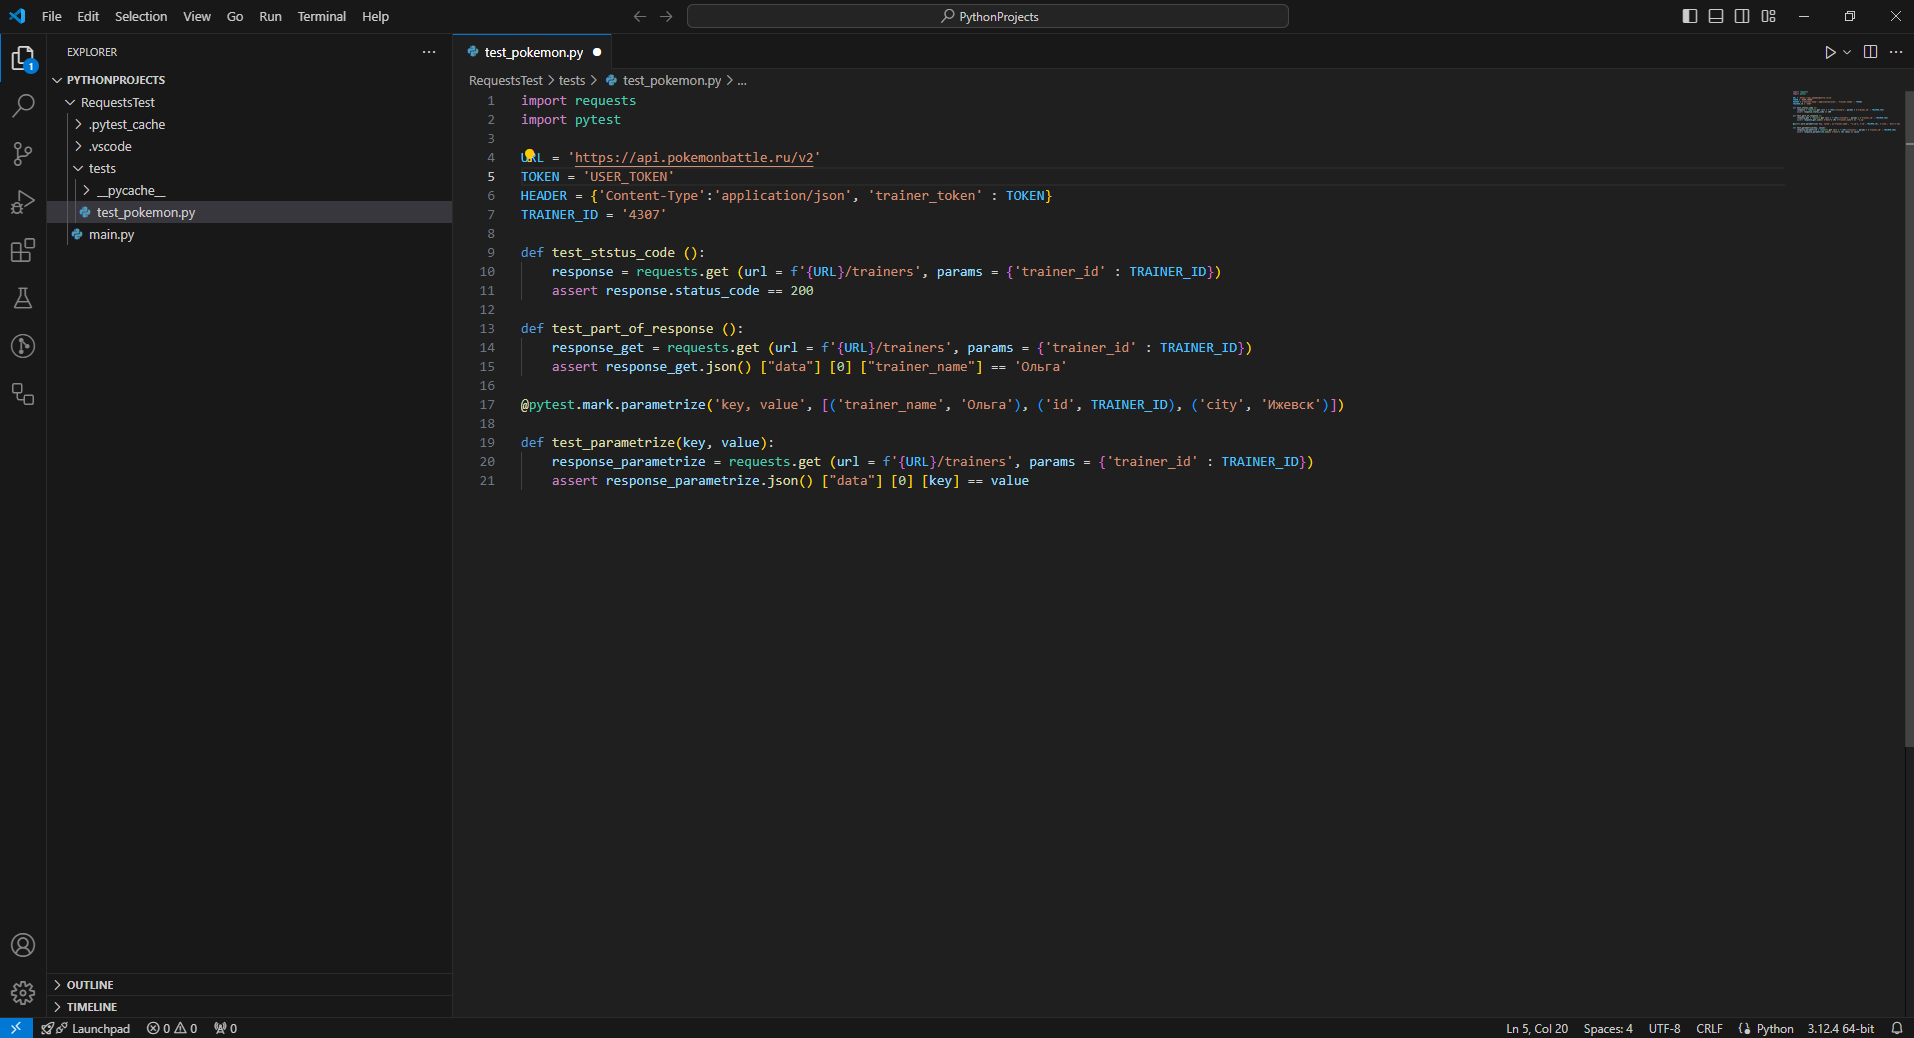 File Edit Selection View Go Run Terminal Help
PythonProjects
EXPLORER
PYTHONPROJECTS
RequestsTest
.pytest_cache
.vscode
tests
__pycache__
test_pokemon.py
main.py
OUTLINE
TIMELINE
1
test_pokemon.py
RequestsTest > tests > test_pokemon.py > ...
1 import requests
2 import pytest
3
4 URL = 'https://api.pokemonbattle.ru/v2'
5 TOKEN = 'USER_TOKEN'
6 HEADER = {'Content-Type':'application/json', 'trainer_token' : TOKEN}
7 TRAINER_ID = '4307'
8
9 def test_ststus_code ():
10 response = requests.get (url = f'{URL}/trainers', params = {'trainer_id' : TRAINER_ID})
11 assert response.status_code == 200
12
13 def test_part_of_response ():
14 response_get = requests.get (url = f'{URL}/trainers', params = {'trainer_id' : TRAINER_ID})
15 assert response_get.json() ["data"] [0] ["trainer_name"] == 'Ольга'
16
17 @pytest.mark.parametrize('key, value', [('trainer_name', 'Ольга'), ('id', TRAINER_ID), ('city', 'Ижевск')])
18
19 def test_parametrize(key, value):
20 response_parametrize = requests.get (url = f'{URL}/trainers', params = {'trainer_id' : TRAINER_ID})
21 assert response_parametrize.json() ["data"] [0] [key] == value
Launchpad 0 0 0
Ln 5, Col 20 Spaces: 4 UTF-8 CRLF Python 3.12.4 64-bit